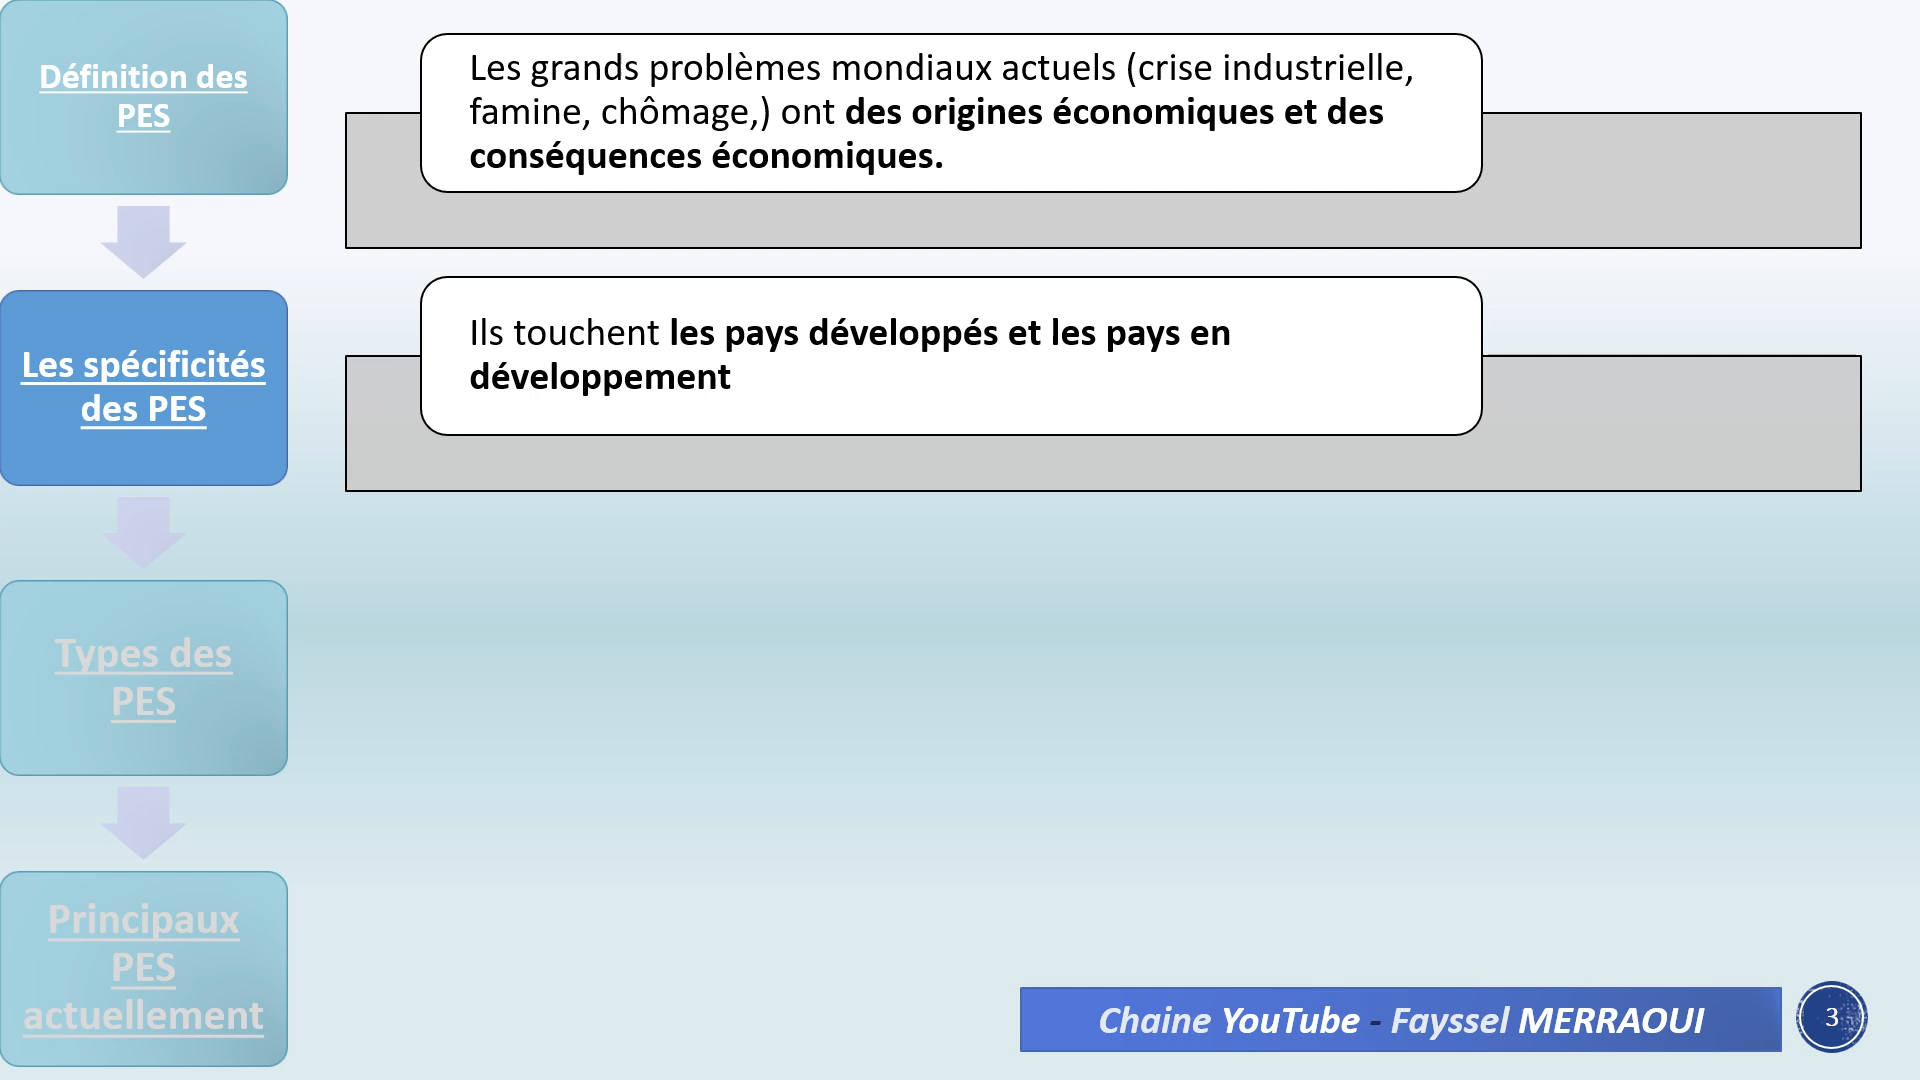 Définition des
PES
Les spécificités
des PES
Types des
PES
Principaux
PES
actuellement
Les grands problèmes mondiaux actuels (crise industrielle,
famine, chômage,) ont des origines économiques et des
conséquences économiques.
Ils touchent les pays développés et les pays en
développement
Chaine YouTube - Fayssel MERRAOUI
3